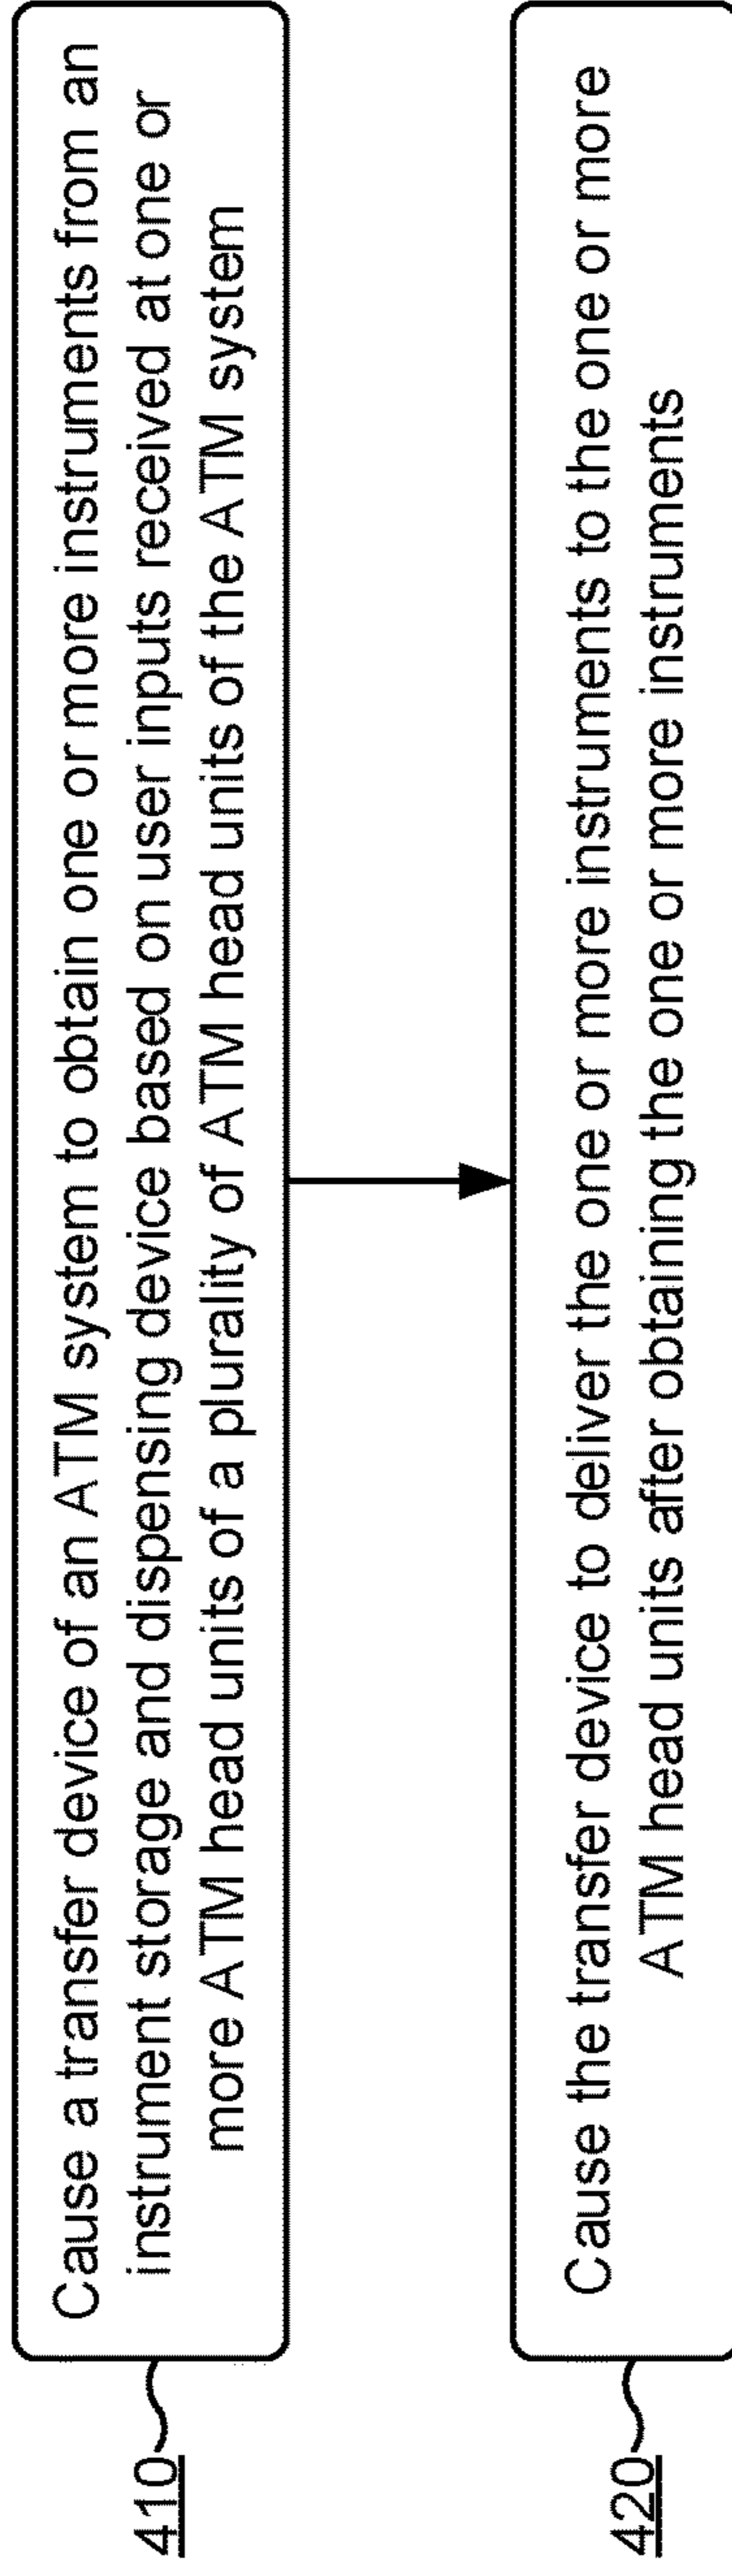 410
Cause a transfer device of an ATM system to obtain one or more instruments from an
instrument storage and dispensing device based on user inputs received at one or
more ATM head units of a plurality of ATM head units of the ATM system
420
Cause the transfer device to deliver the one or more instruments to the one or more
ATM head units after obtaining the one or more instruments